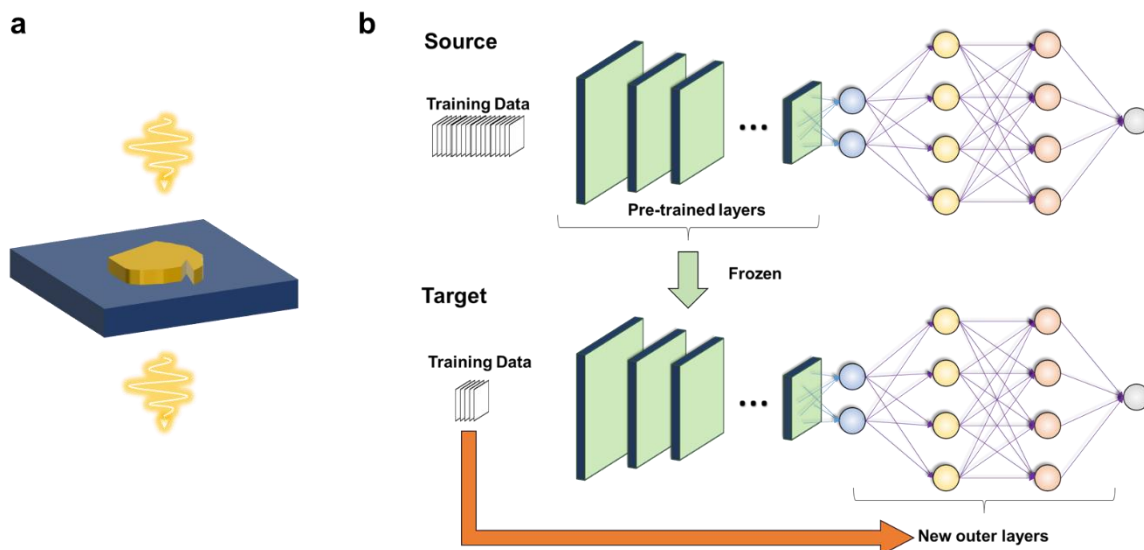 a
b
Source
Training Data
Pre-trained layers
Frozen
Target
Training Data
New outer layers